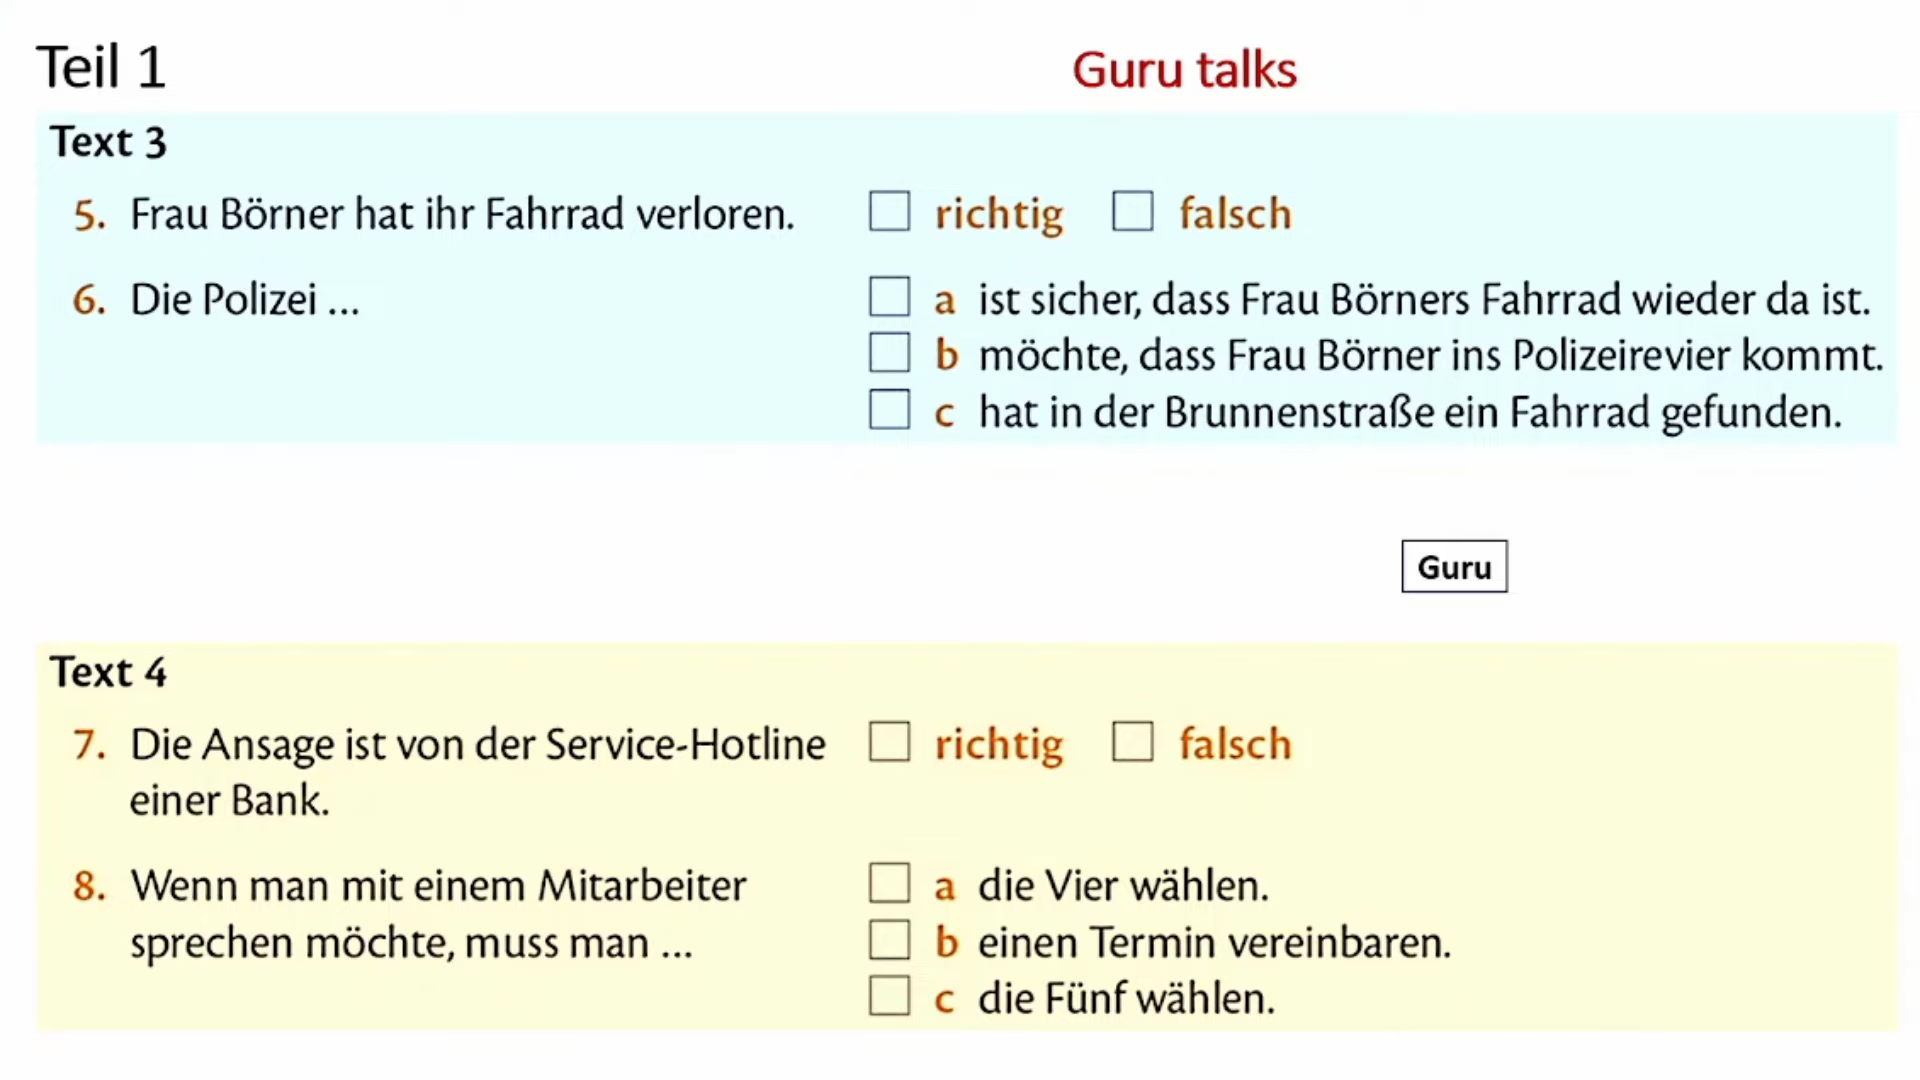 Teil 1
Guru talks
Text 3
5. Frau Börner hat ihr Fahrrad verloren. richtig falsch
6. Die Polizei ... a ist sicher, dass Frau Börners Fahrrad wieder da ist.
b möchte, dass Frau Börner ins Polizeirevier kommt.
c hat in der Brunnenstraße ein Fahrrad gefunden.
Guru
Text 4
7. Die Ansage ist von der Service-Hotline richtig falsch
einer Bank.
8. Wenn man mit einem Mitarbeiter a die Vier wählen.
sprechen möchte, muss man ... b einen Termin vereinbaren.
c die Fünf wählen.